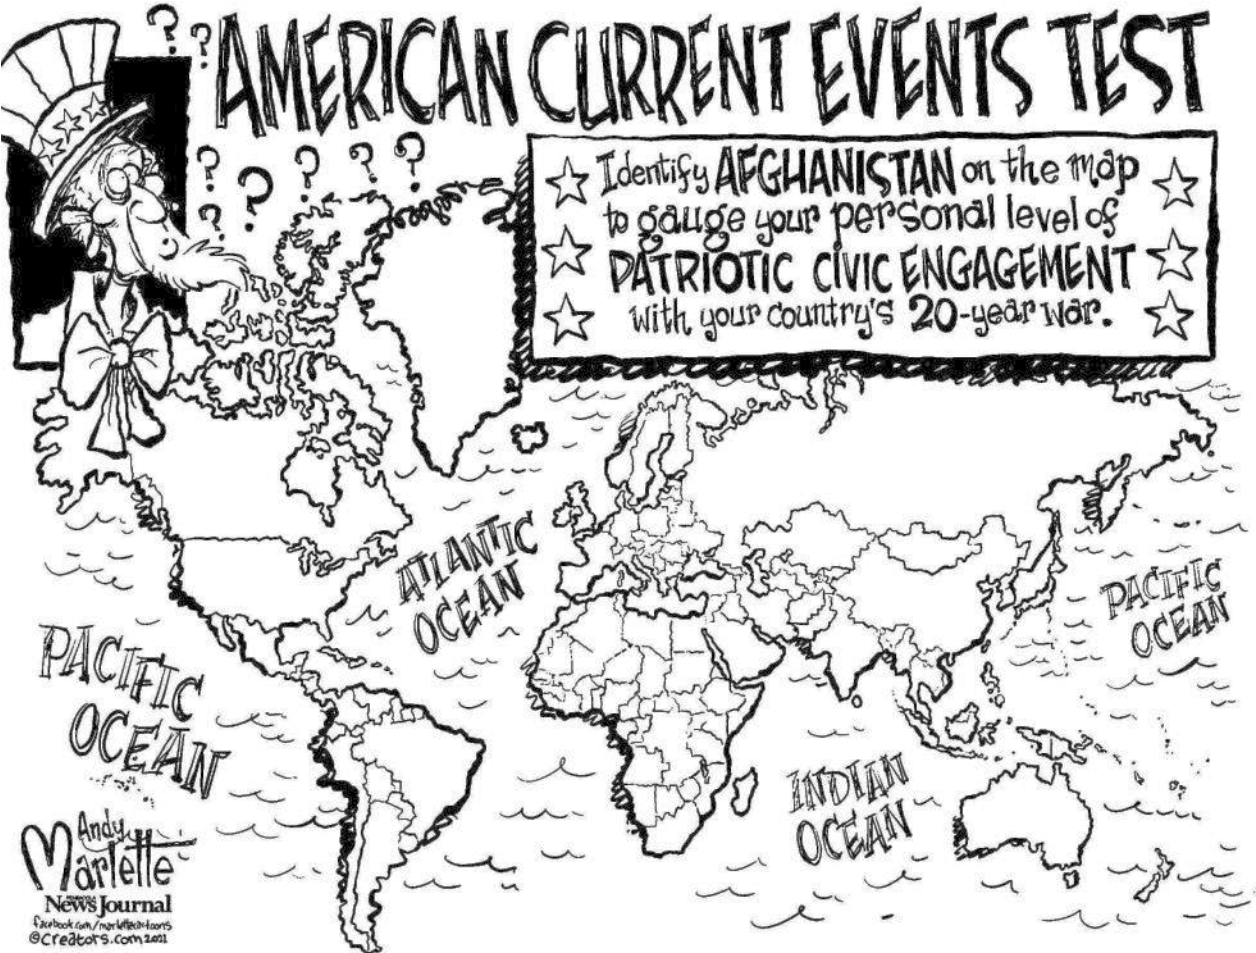 ? ? AMERICAN CURRENT EVENTS TEST
? ? ? ? ? ?
Identify AFGHANISTAN on the map
to gauge your personal level of
PATRIOTIC CIVIC ENGAGEMENT
with your country's 20-year war.
ATLANTIC
OCEAN
PACIFIC
OCEAN
PACIFIC
OCEAN
INDIAN
OCEAN
Andy
Marlette
News Journal
facebook.com/marlettecartoons
©creators.com 2021